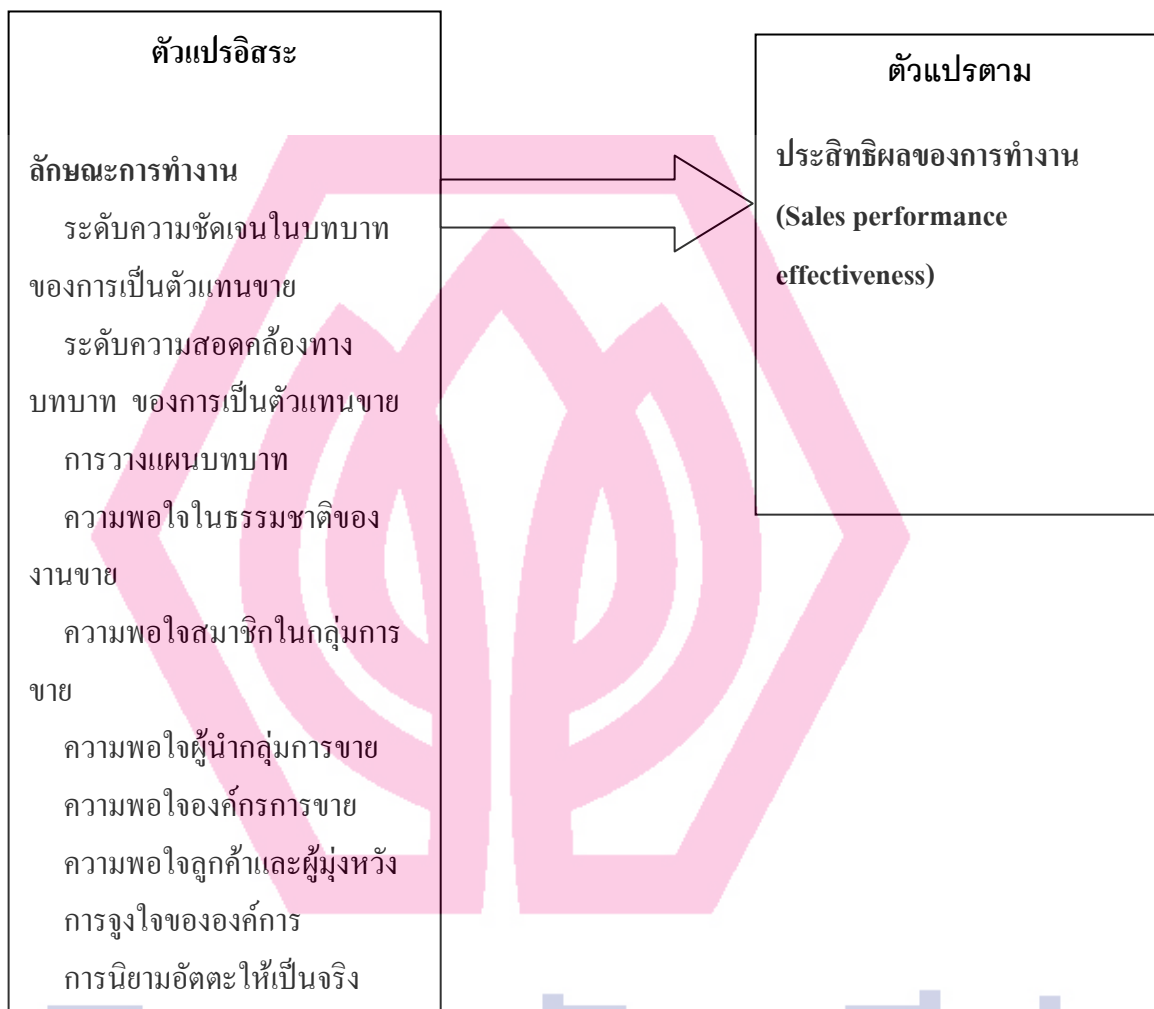 ตัวแปรอิสระ
ลักษณะการทำงาน
ระดับความชัดเจนในบทบาท
ของการเป็นตัวแทนขาย
ระดับความสอดคล้องทาง
บทบาท ของการเป็นตัวแทนขาย
การวางแผนบทบาท
ความพอใจในธรรมชาติของ
งานขาย
ความพอใจสมาชิกในกลุ่มการ
ขาย
ความพอใจผู้นำกลุ่มการขาย
ความพอใจองค์กรการขาย
ความพอใจลูกค้าและผู้มุ่งหวัง
การจูงใจขององค์การ
การนิยามอัตตะให้เป็นจริง
ตัวแปรตาม
ประสิทธิผลของการทำงาน
(Sales performance
effectiveness)